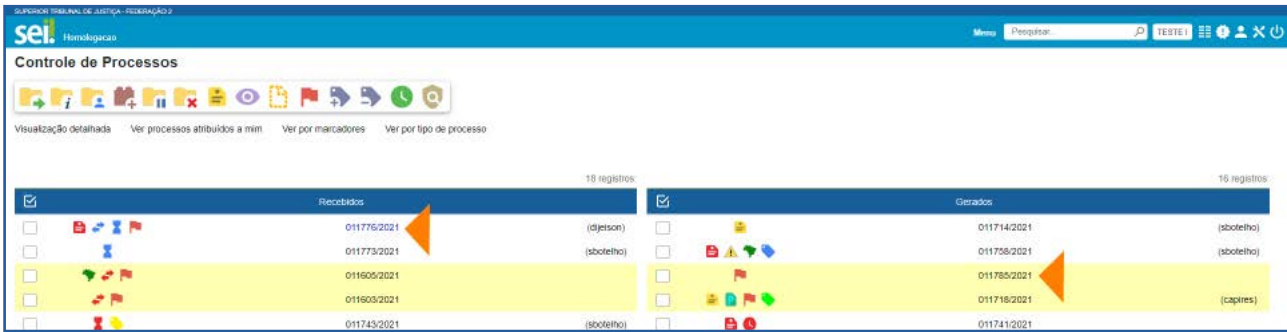 SUPERIOR TRIBUNAL DE JUSTIÇA - FEDERAÇÃO 2
sei! Homologacao Menu Pesquisar... TESTE I
Controle de Processos
Visualização detalhada Ver processos atribuídos a mim Ver por marcadores Ver por tipo de processo
18 registros: 16 registros:
Recebidos Gerados
011776/2021 (dijeison) 011714/2021 (sbotelho)
011773/2021 (sbotelho) 011758/2021 (sbotelho)
011605/2021 011785/2021
011603/2021 011718/2021 (capires)
011743/2021 (sbotelho) 011741/2021